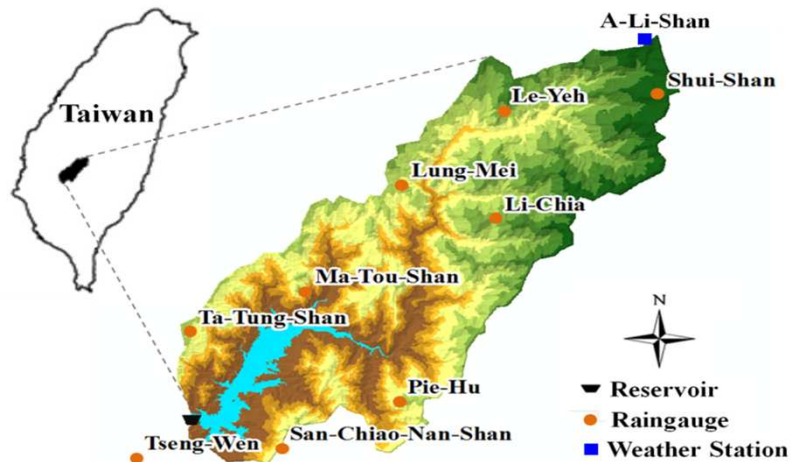 A-Li-Shan
Shui-Shan
Le-Yeh
Taiwan
Lung-Mei
Li-Chia
Ma-Tou-Shan
Ta-Tung-Shan
N
Pie-Hu
Reservoir
Raingauge
Tseng-Wen
San-Chiao-Nan-Shan
Weather Station